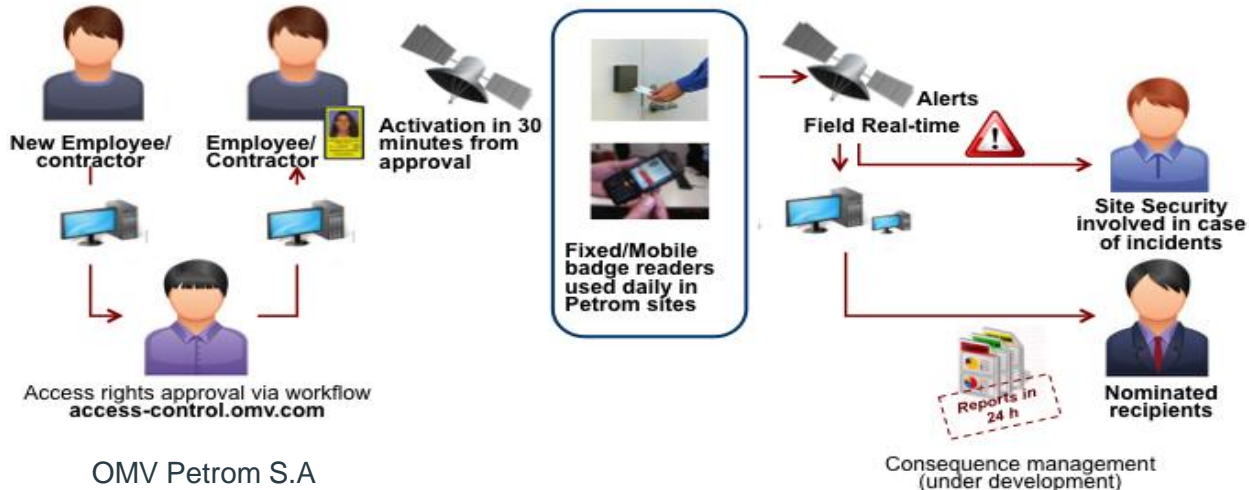 New Employee/
contractor
Employee/
Contractor
Activation in 30
minutes from
approval
Access rights approval via workflow
access-control.omv.com
OMV Petrom S.A
Fixed/Mobile
badge readers
used daily in
Petrom sites
Alerts
Field Real-time
Site Security
involved in case
of incidents
Reports in
24 h
Nominated
recipients
Consequence management
(under development)